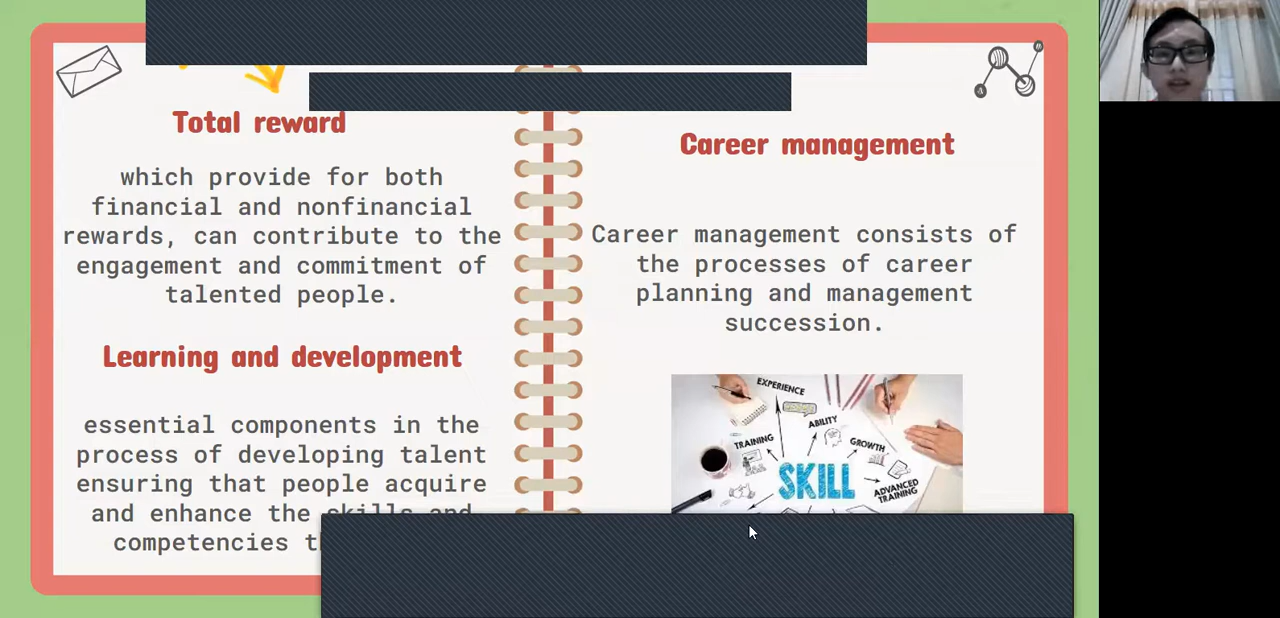 Total reward
which provide for both
financial and nonfinancial
rewards, can contribute to the
engagement and commitment of
talented people.
Learning and development
essential components in the
process of developing talent
ensuring that people acquire
and enhance the skills and
competencies
Career management
Career management consists of
the processes of career
planning and management
succession.
EXPERIENCE
ABILITY
TRAINING
GROWTH
SKILL
ADVANCED
TRAINING